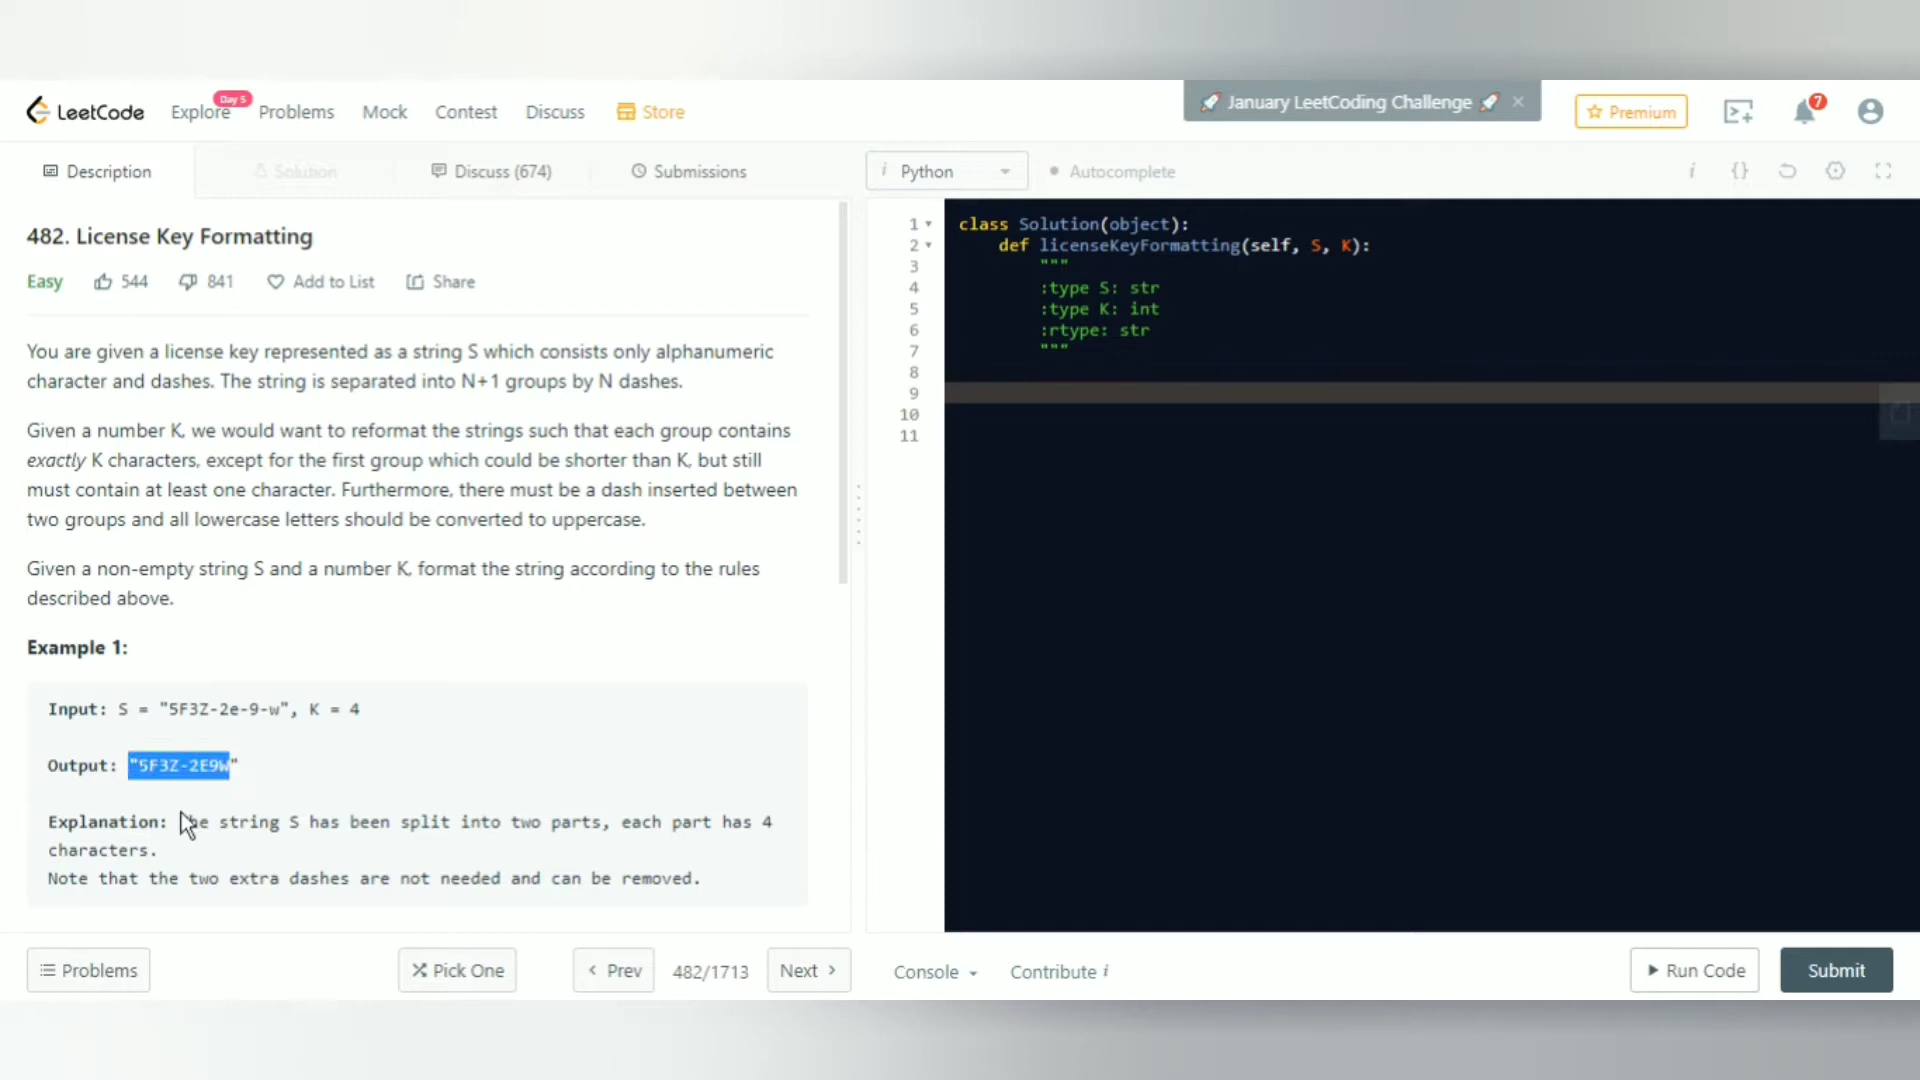 LeetCode Explore Day 5 Problems Mock Contest Discuss Store
🚀 January LeetCoding Challenge 🚀 ×
Premium
7
Description Solution Discuss (674) Submissions
482. License Key Formatting
Easy 544 841 Add to List Share
You are given a license key represented as a string S which consists only alphanumeric
character and dashes. The string is separated into N+1 groups by N dashes.
Given a number K, we would want to reformat the strings such that each group contains
exactly K characters, except for the first group which could be shorter than K, but still
must contain at least one character. Furthermore, there must be a dash inserted between
two groups and all lowercase letters should be converted to uppercase.
Given a non-empty string S and a number K, format the string according to the rules
described above.
Example 1:
Input: S = "5F3Z-2e-9-w", K = 4
Output: "5F3Z-2E9W"
Explanation: The string S has been split into two parts, each part has 4
characters.
Note that the two extra dashes are not needed and can be removed.
Problems Pick One Prev 482/1713 Next
i Python Autocomplete i {}
1 class Solution(object):
2 def licenseKeyFormatting(self, S, K):
3 """
4 :type S: str
5 :type K: int
6 :rtype: str
7 """
8
9
10
11
Console Contribute i Run Code Submit